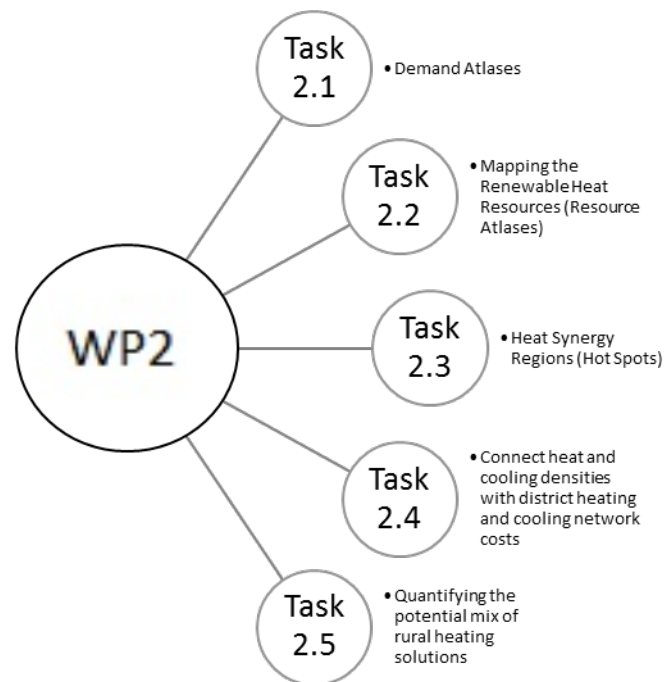 Task
2.1
• Demand Atlases
Task
2.2
• Mapping the
Renewable Heat
Resources (Resource
Atlases)
WP2
Task
2.3
• Heat Synergy
Regions (Hot Spots)
Task
2.4
• Connect heat and
cooling densities
with district heating
and cooling network
costs
Task
2.5
• Quantifying the
potential mix of
rural heating
solutions